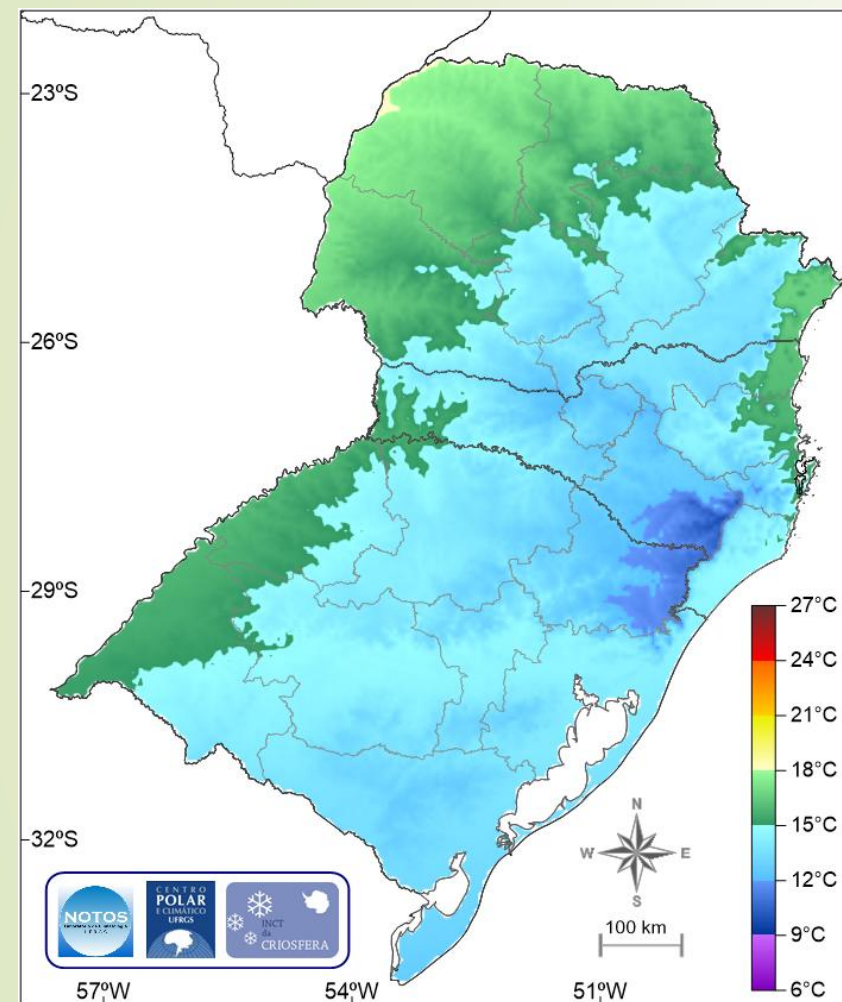 23ºS
26ºS
29ºS
32ºS
57ºW
54ºW
51ºW
27°C
24°C
21°C
18°C
15°C
12°C
9°C
6°C
N
W
E
S
100 km
NOTOS
UFRGS
CENTRO
POLAR
E CLIMÁTICO
UFRGS
INCT
da
CRIOSFERA